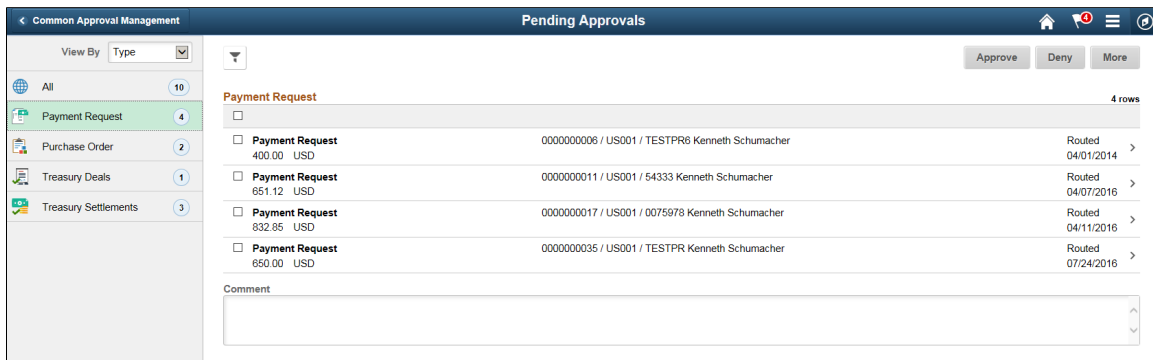 Common Approval Management
Pending Approvals
4
View By Type
Approve Deny More
All 10
Payment Request 4
Purchase Order 2
Treasury Deals 1
Treasury Settlements 3
Payment Request 4 rows
Payment Request 0000000006 / US001 / TESTPR6 Kenneth Schumacher Routed
400.00 USD 04/01/2014
Payment Request 0000000011 / US001 / 54333 Kenneth Schumacher Routed
651.12 USD 04/07/2016
Payment Request 0000000017 / US001 / 0075978 Kenneth Schumacher Routed
832.85 USD 04/11/2016
Payment Request 0000000035 / US001 / TESTPR Kenneth Schumacher Routed
650.00 USD 07/24/2016
Comment